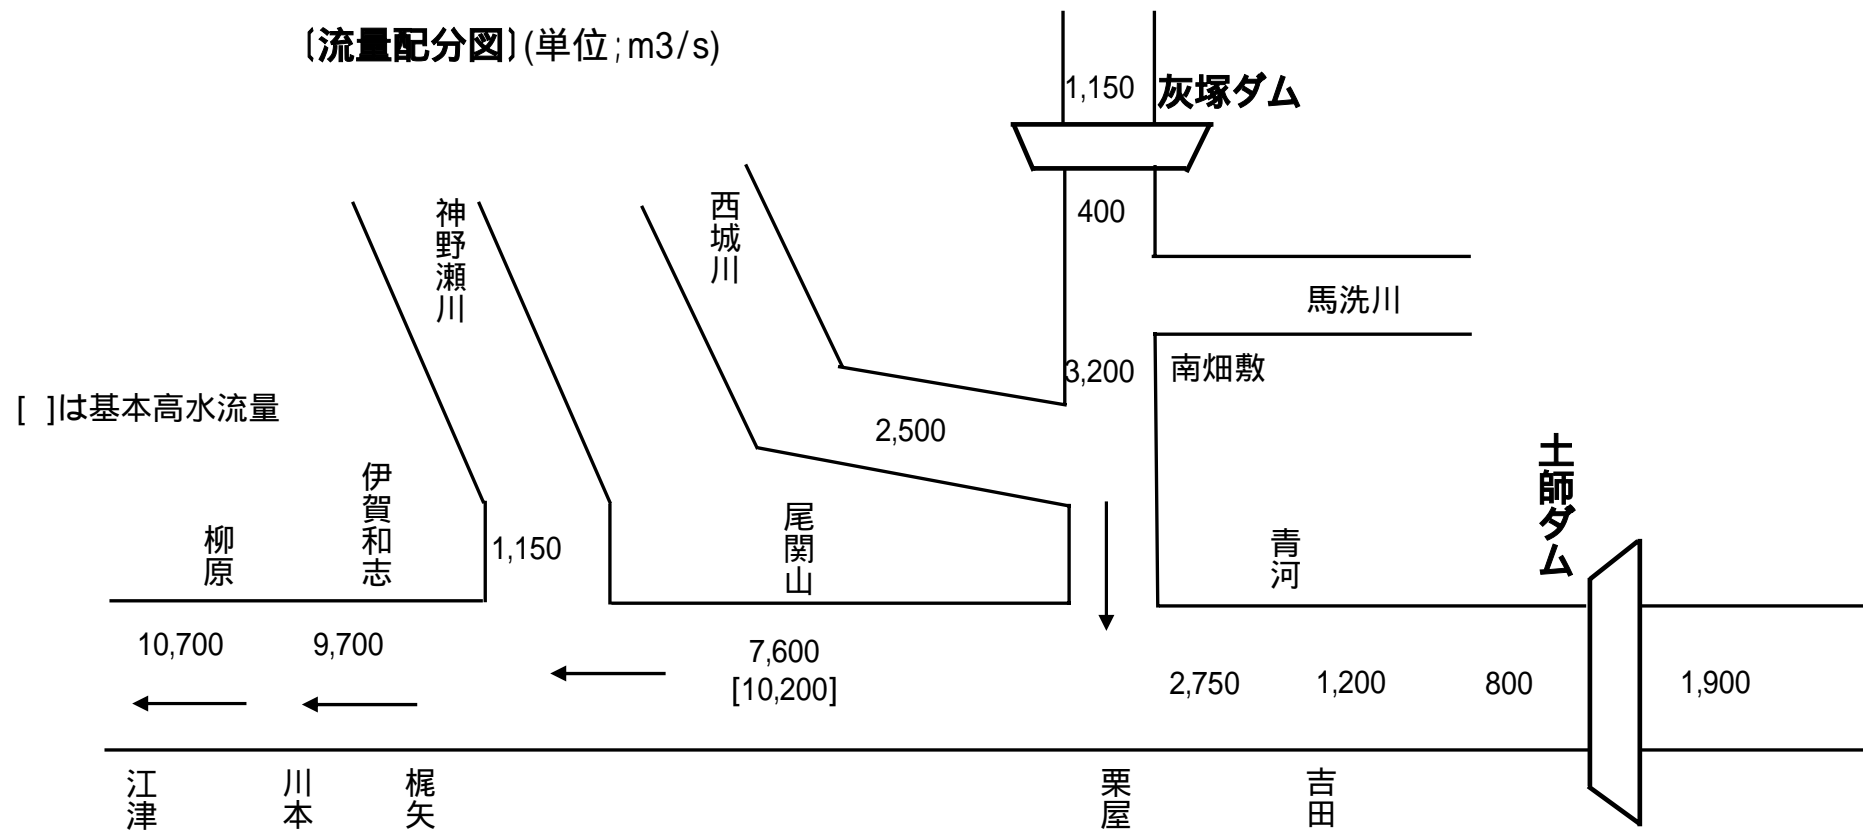 〔流量配分図〕(単位;m3/s)
1,150
灰塚ダム
400
神野瀬川
西城川
馬洗川
3,200
南畑敷
[ ]は基本高水流量
2,500
伊賀和志
柳原
1,150
尾関山
青河
土師ダム
10,700
9,700
7,600
[10,200]
2,750
1,200
800
1,900
江津
川本
梶矢
粟屋
吉田